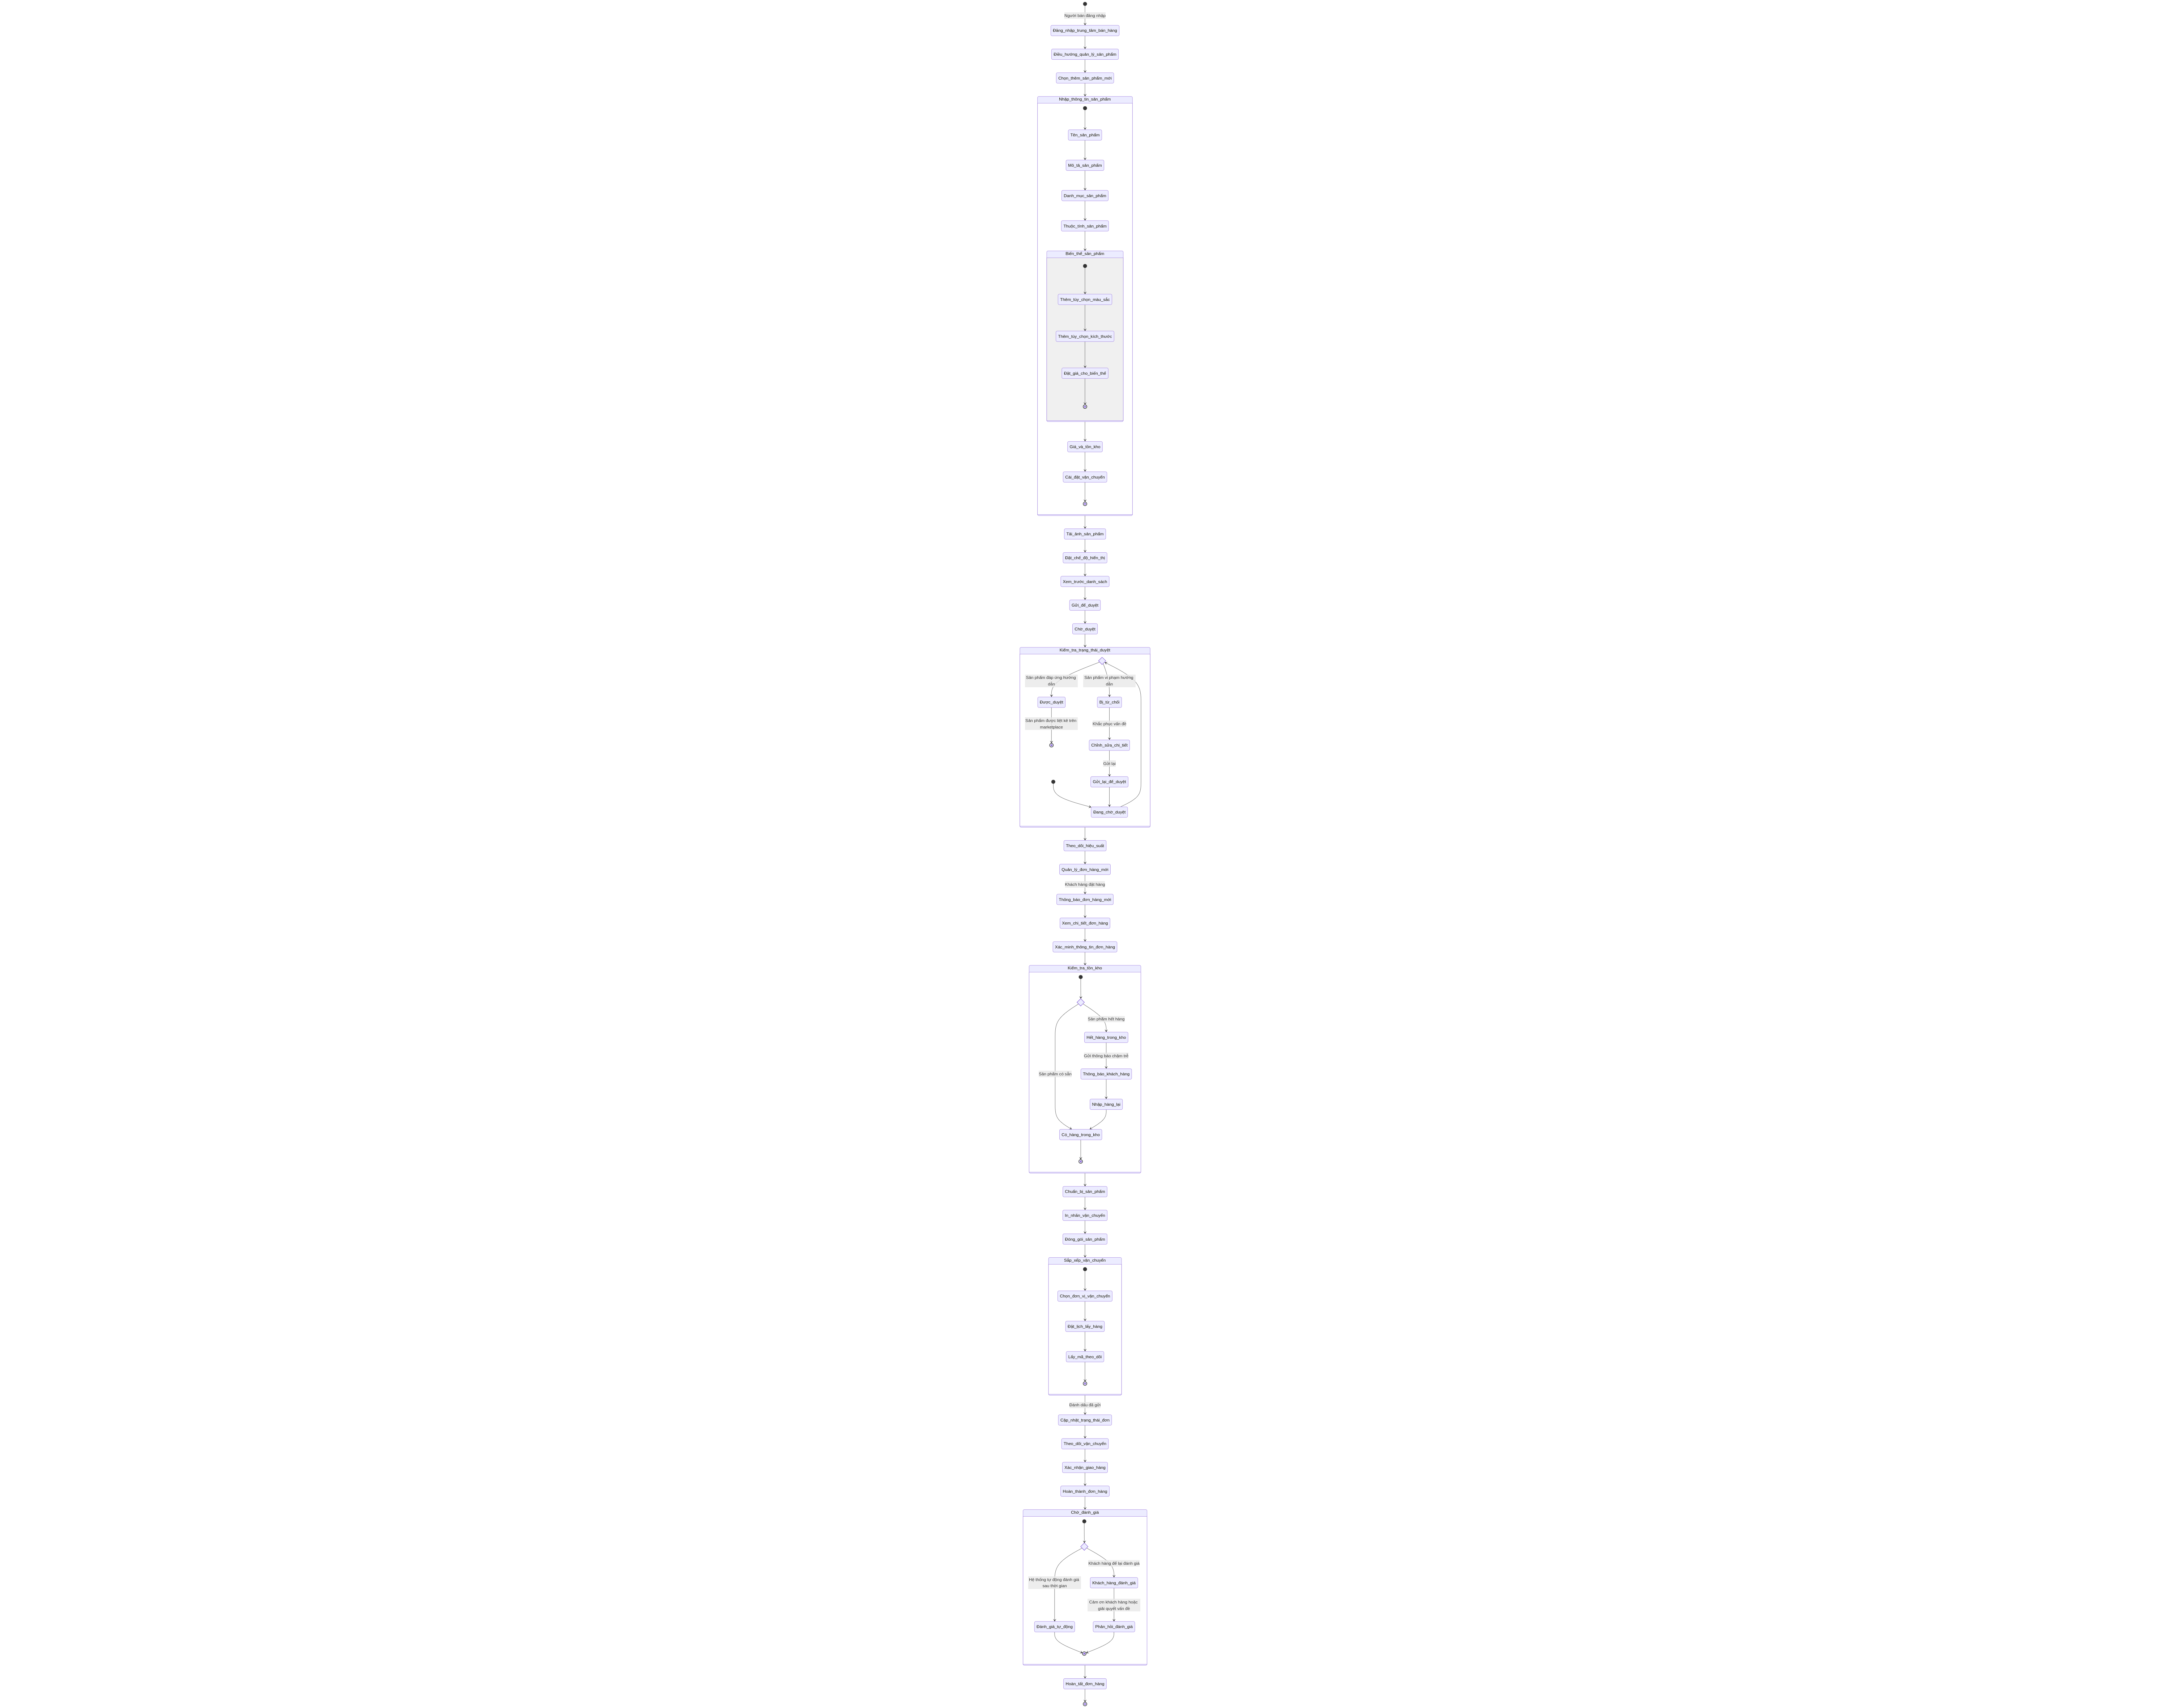 Người bán đăng nhập
Đăng_nhập_trung_tâm_bán_hàng
Điều_hướng_quản_lý_sản_phẩm
Chọn_thêm_sản_phẩm_mới
Nhập_thông_tin_sản_phẩm
Tên_sản_phẩm
Mô_tả_sản_phẩm
Danh_mục_sản_phẩm
Thuộc_tính_sản_phẩm
Biến_thể_sản_phẩm
Thêm_tùy_chọn_màu_sắc
Thêm_tùy_chọn_kích_thước
Đặt_giá_cho_biến_thể
Giá_và_tồn_kho
Cài_đặt_vận_chuyển
Tải_ảnh_sản_phẩm
Đặt_chế_độ_hiển_thị
Xem_trước_danh_sách
Gửi_để_duyệt
Chờ_duyệt
Kiểm_tra_trạng_thái_duyệt
Sản phẩm đáp ứng hướng
dẫn
Sản phẩm vi phạm hướng
dẫn
Được_duyệt
Bị_từ_chối
Sản phẩm được liệt kê trên
marketplace
Khắc phục vấn đề
Chỉnh_sửa_chi_tiết
Gửi lại
Gửi_lại_để_duyệt
Đang_chờ_duyệt
Theo_dõi_hiệu_suất
Quản_lý_đơn_hàng_mới
Khách hàng đặt hàng
Thông_báo_đơn_hàng_mới
Xem_chi_tiết_đơn_hàng
Xác_minh_thông_tin_đơn_hàng
Kiểm_tra_tồn_kho
Sản phẩm hết hàng
Hết_hàng_trong_kho
Gửi thông báo chậm trễ
Sản phẩm có sẵn
Thông_báo_khách_hàng
Nhập_hàng_lại
Có_hàng_trong_kho
Chuẩn_bị_sản_phẩm
In_nhãn_vận_chuyển
Đóng_gói_sản_phẩm
Sắp_xếp_vận_chuyển
Chọn_đơn_vị_vận_chuyển
Đặt_lịch_lấy_hàng
Lấy_mã_theo_dõi
Đánh dấu đã gửi
Cập_nhật_trạng_thái_đơn
Theo_dõi_vận_chuyển
Xác_nhận_giao_hàng
Hoàn_thành_đơn_hàng
Chờ_đánh_giá
Khách hàng để lại đánh giá
Hệ thống tự động đánh giá
sau thời gian
Khách_hàng_đánh_giá
Cảm ơn khách hàng hoặc
giải quyết vấn đề
Đánh_giá_tự_động
Phản_hồi_đánh_giá
Hoàn_tất_đơn_hàng